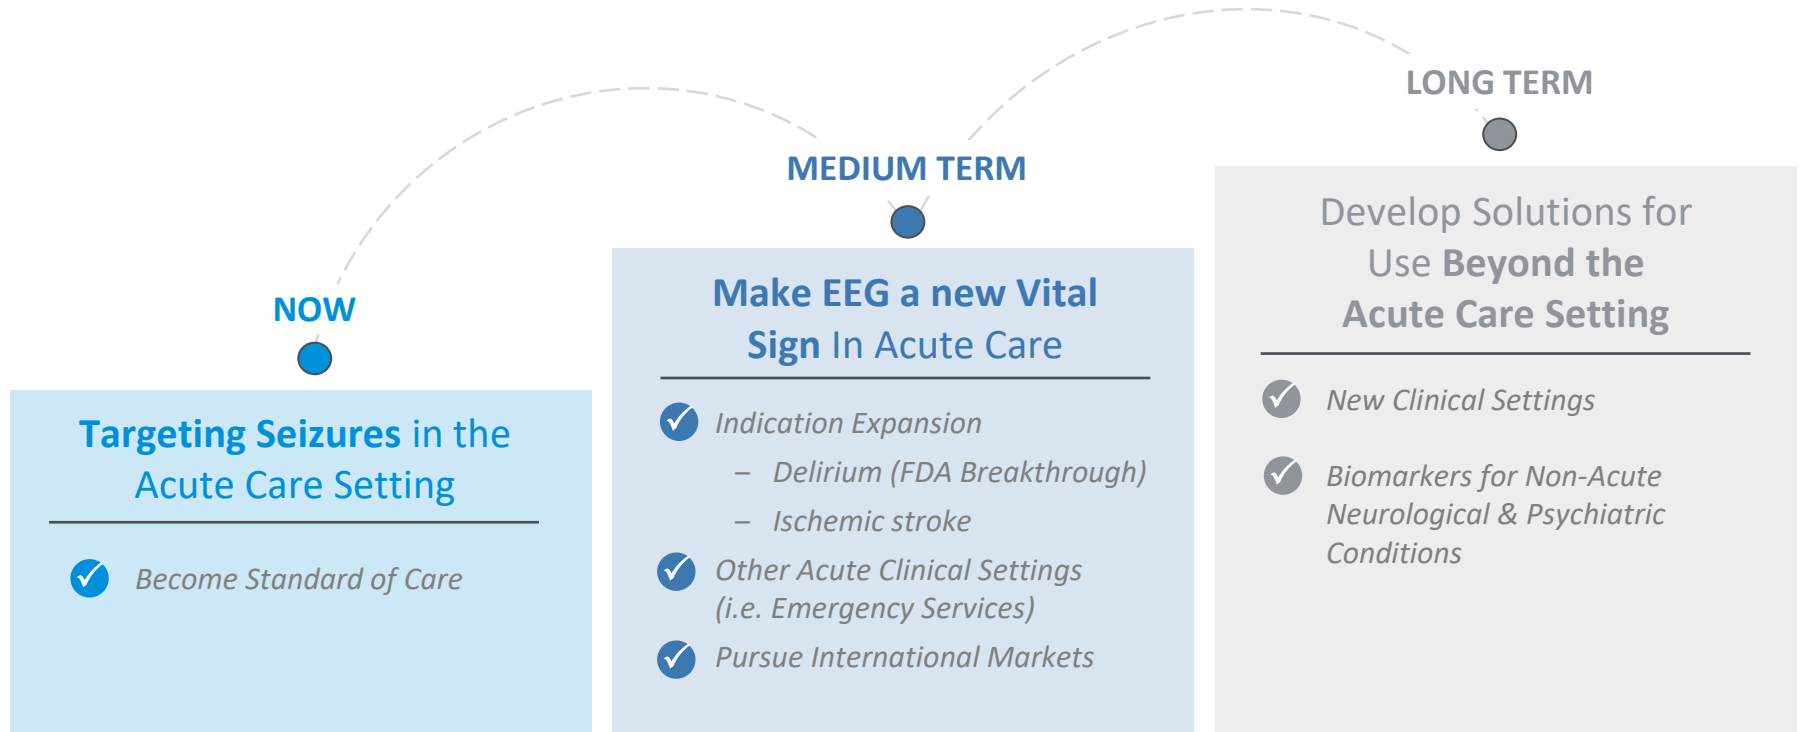 NOW
Targeting Seizures in the
Acute Care Setting
Become Standard of Care
MEDIUM TERM
Make EEG a new Vital
Sign In Acute Care
Indication Expansion
– Delirium (FDA Breakthrough)
– Ischemic stroke
Other Acute Clinical Settings
(i.e. Emergency Services)
Pursue International Markets
LONG TERM
Develop Solutions for
Use Beyond the
Acute Care Setting
New Clinical Settings
Biomarkers for Non-Acute
Neurological & Psychiatric
Conditions